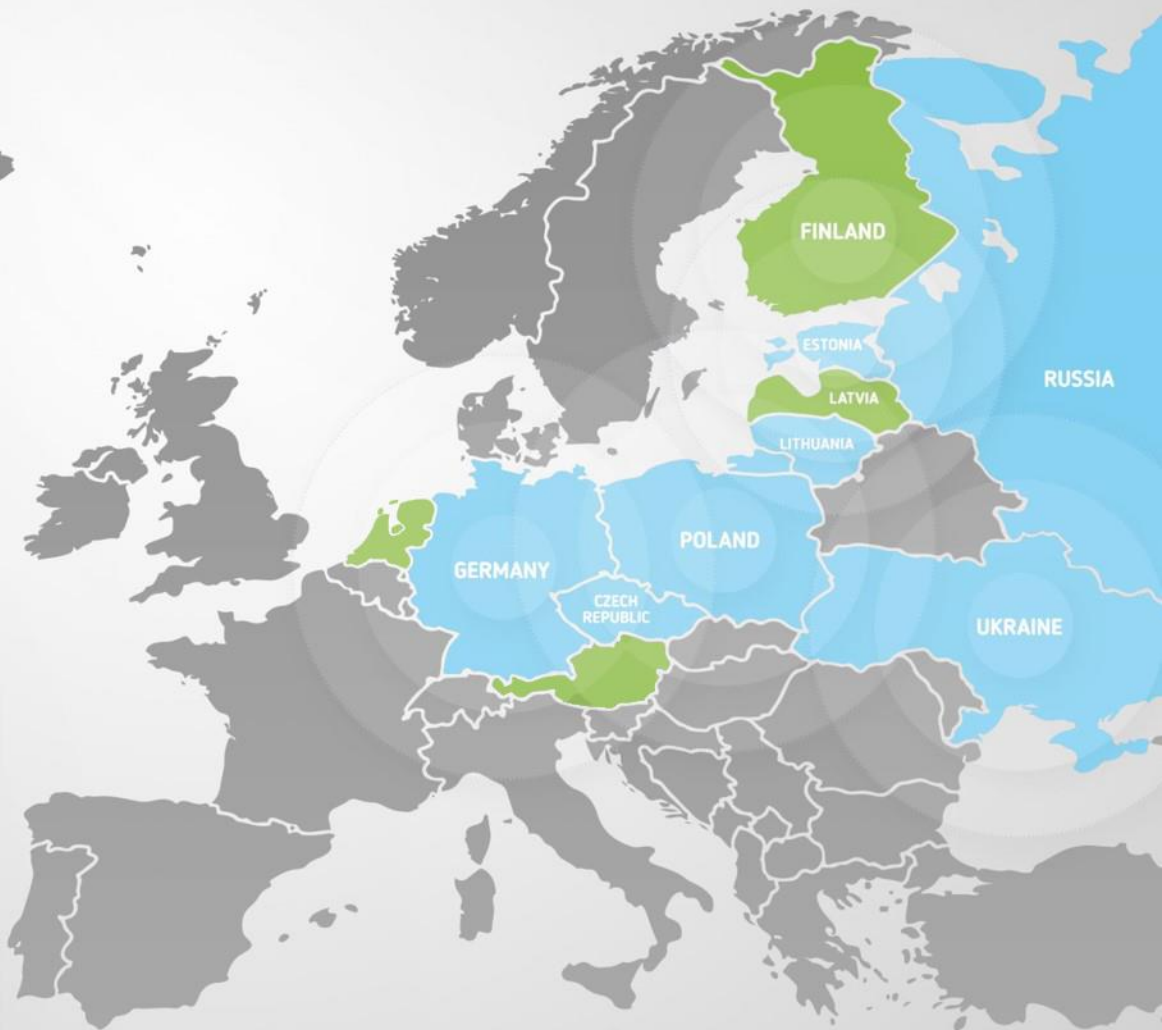 FINLAND
ESTONIA
RUSSIA
LATVIA
LITHUANIA
POLAND
GERMANY
CZECH
REPUBLIC
UKRAINE